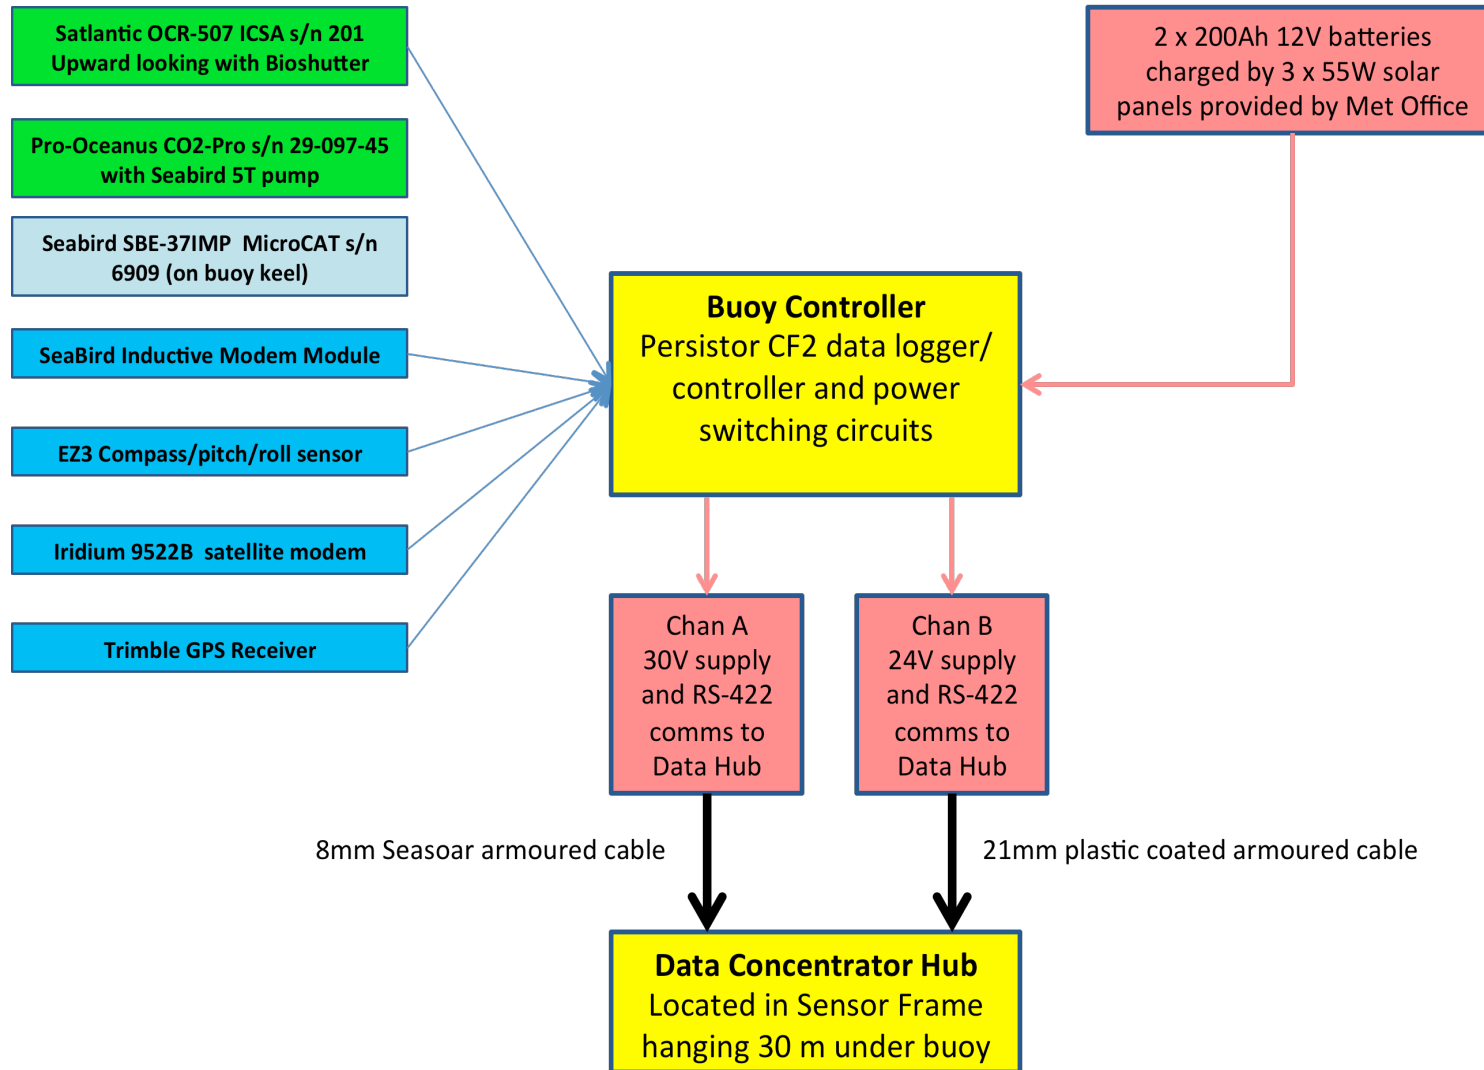 Satlantic OCR-507 ICSA s/n 201
Upward looking with Bioshutter
2 x 200Ah 12V batteries
charged by 3 x 55W solar
panels provided by Met Office
Pro-Oceanus CO2-Pro s/n 29-097-45
with Seabird 5T pump
Seabird SBE-37IMP  MicroCAT s/n
6909 (on buoy keel)
SeaBird Inductive Modem Module
EZ3 Compass/pitch/roll sensor
Iridium 9522B  satellite modem
Trimble GPS Receiver
Buoy Controller
Persistor CF2 data logger/
controller and power
switching circuits
Chan A
30V supply
and RS-422
comms to
Data Hub
Chan B
24V supply
and RS-422
comms to
Data Hub
8mm Seasoar armoured cable
21mm plastic coated armoured cable
Data Concentrator Hub
Located in Sensor Frame
hanging 30 m under buoy